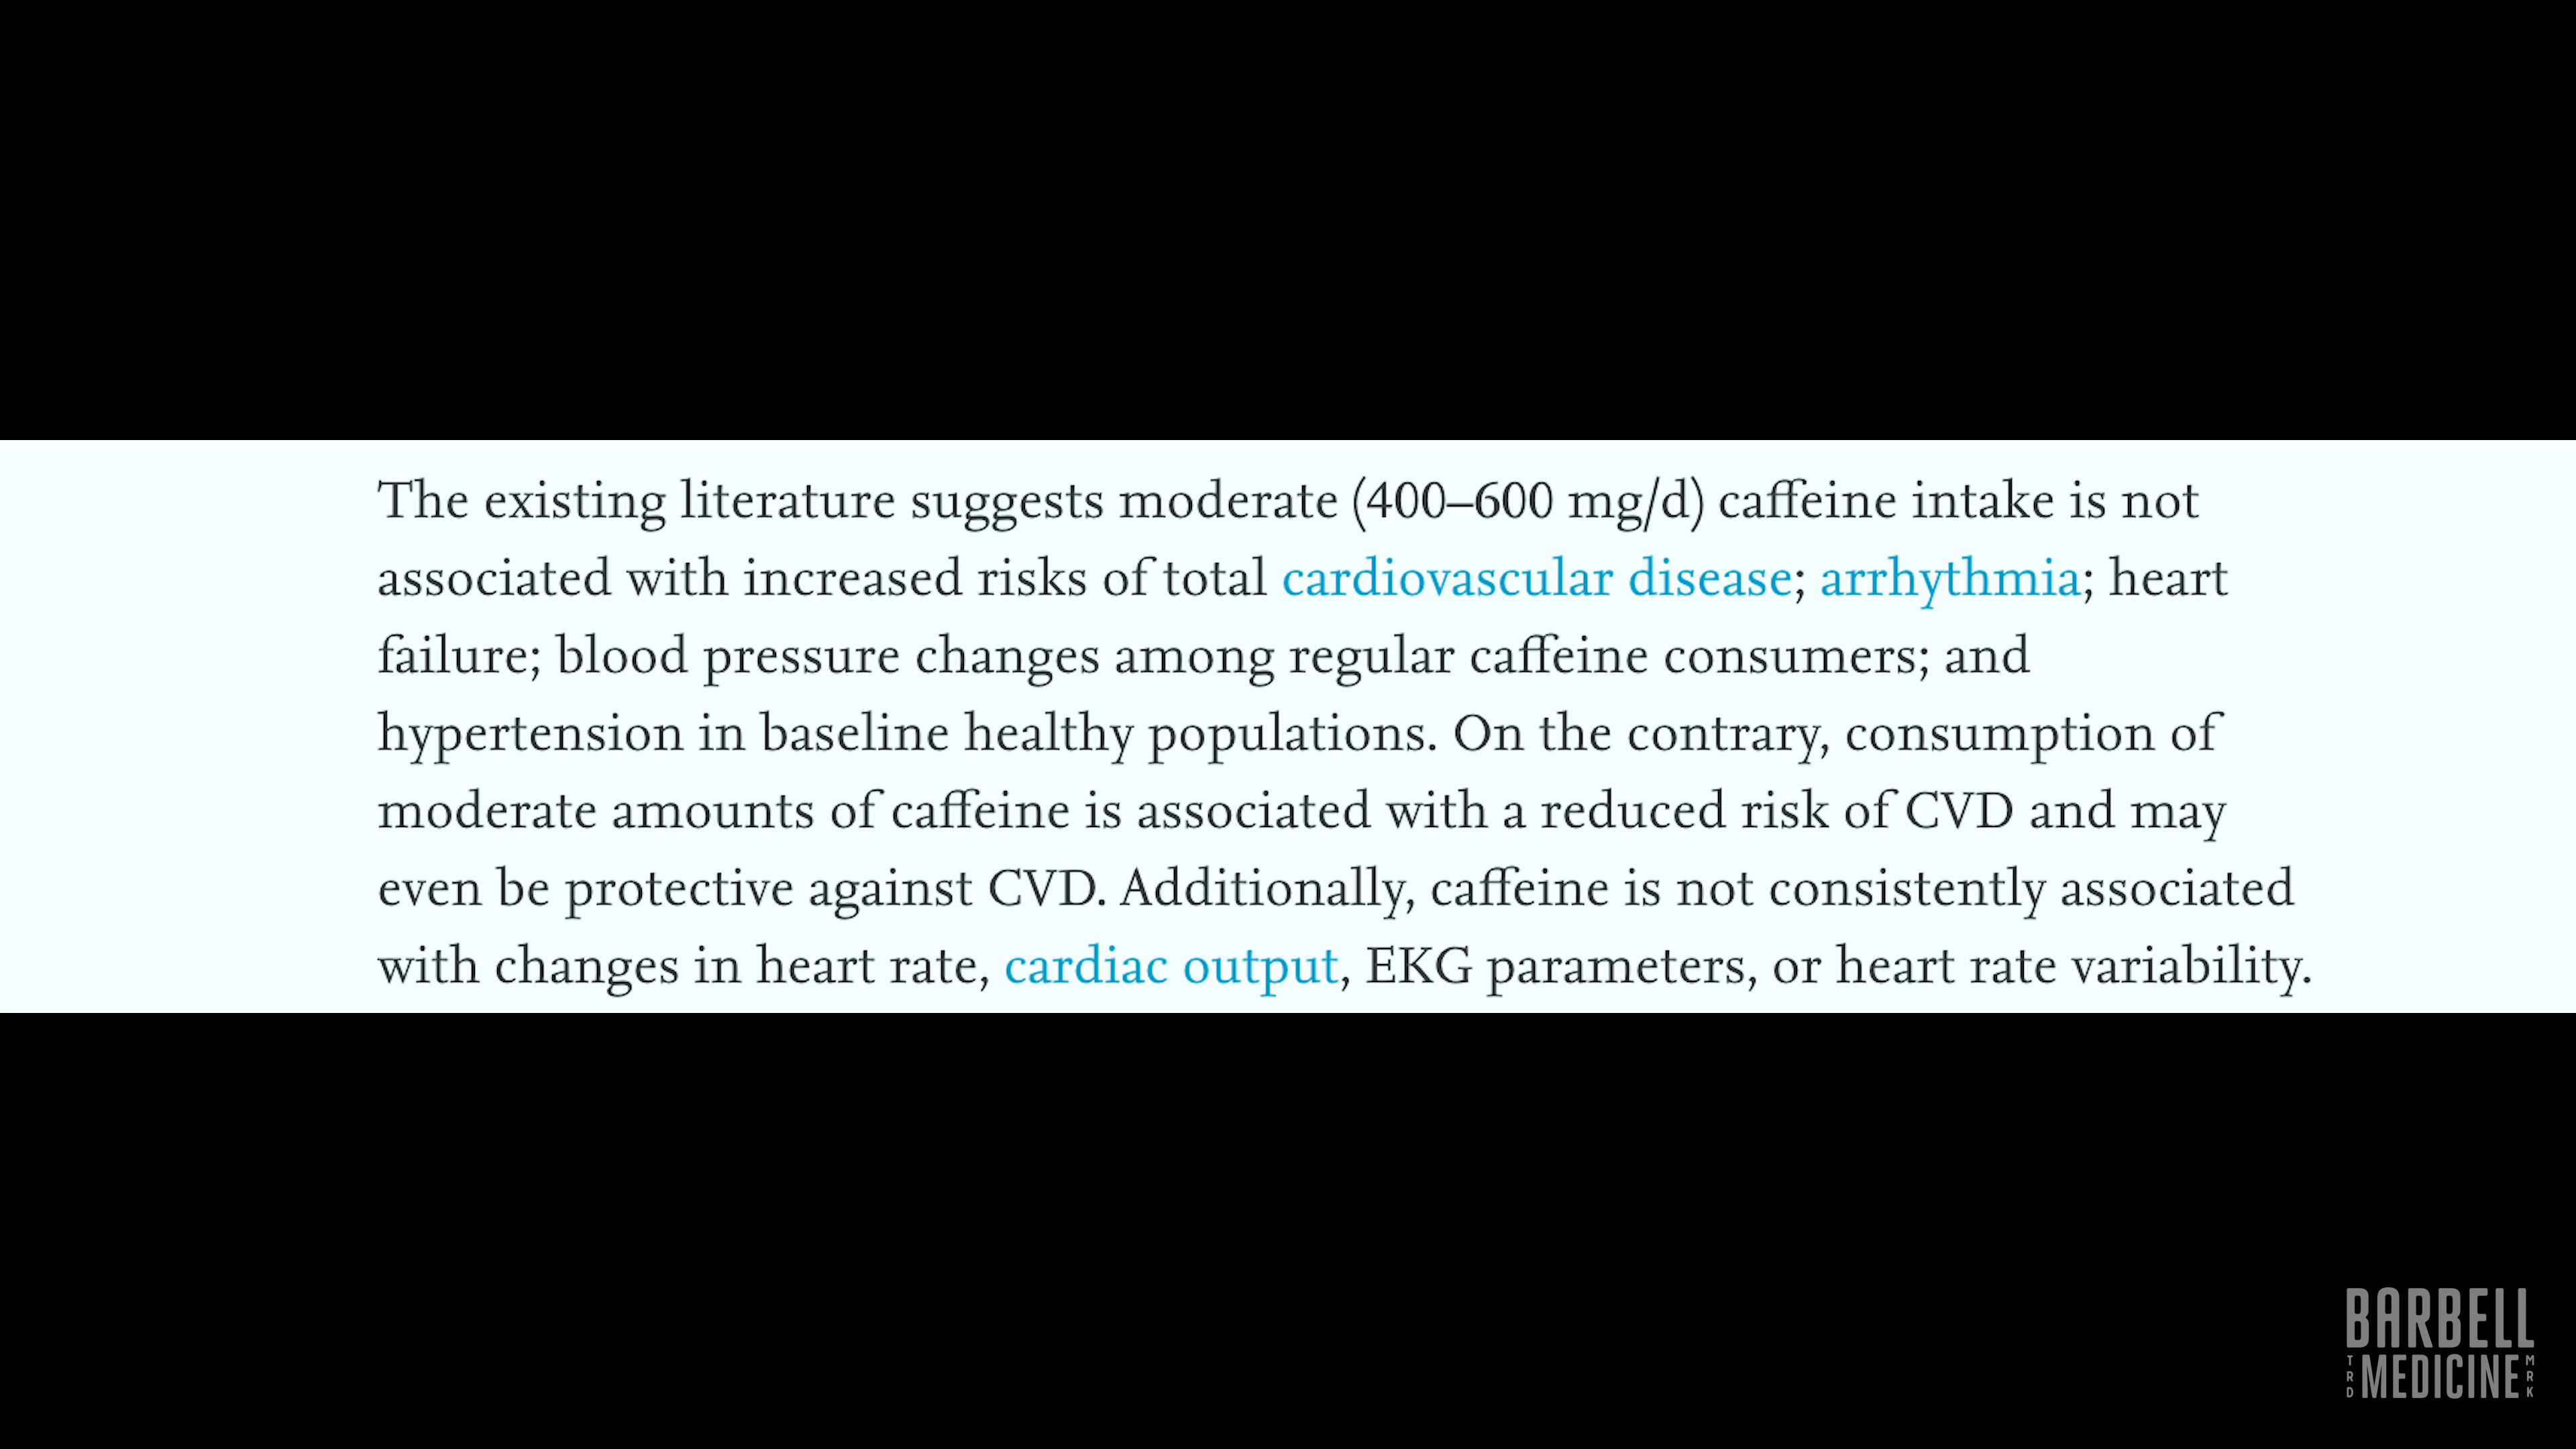 The existing literature suggests moderate (400–600 mg/d) caffeine intake is not
associated with increased risks of total cardiovascular disease; arrhythmia; heart
failure; blood pressure changes among regular caffeine consumers; and
hypertension in baseline healthy populations. On the contrary, consumption of
moderate amounts of caffeine is associated with a reduced risk of CVD and may
even be protective against CVD. Additionally, caffeine is not consistently associated
with changes in heart rate, cardiac output, EKG parameters, or heart rate variability.
BARBELL
TRD MEDICINE MRK